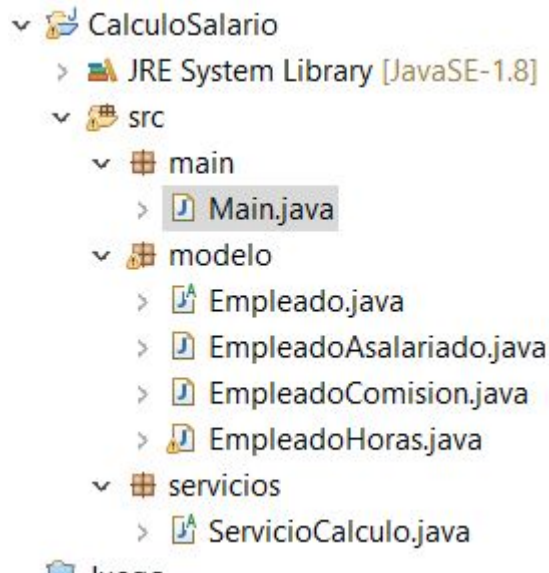 CalculoSalario
JRE System Library [JavaSE-1.8]
src
main
Main.java
modelo
Empleado.java
EmpleadoAsalariado.java
EmpleadoComision.java
EmpleadoHoras.java
servicios
ServicioCalculo.java